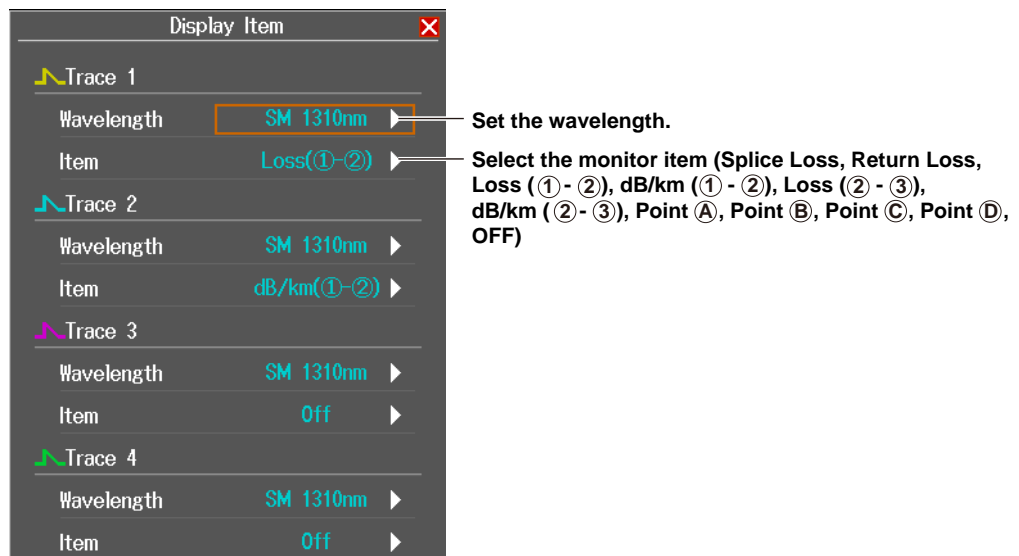 Display Item
Trace 1
Wavelength SM 1310nm
Item Loss(①-②)
Trace 2
Wavelength SM 1310nm
Item dB/km(①-②)
Trace 3
Wavelength SM 1310nm
Item Off
Trace 4
Wavelength SM 1310nm
Item Off
Set the wavelength.
Select the monitor item (Splice Loss, Return Loss,
Loss (① - ②), dB/km (① - ②), Loss (② - ③),
dB/km (② - ③), Point Ⓐ, Point Ⓑ, Point Ⓒ, Point Ⓓ,
OFF)